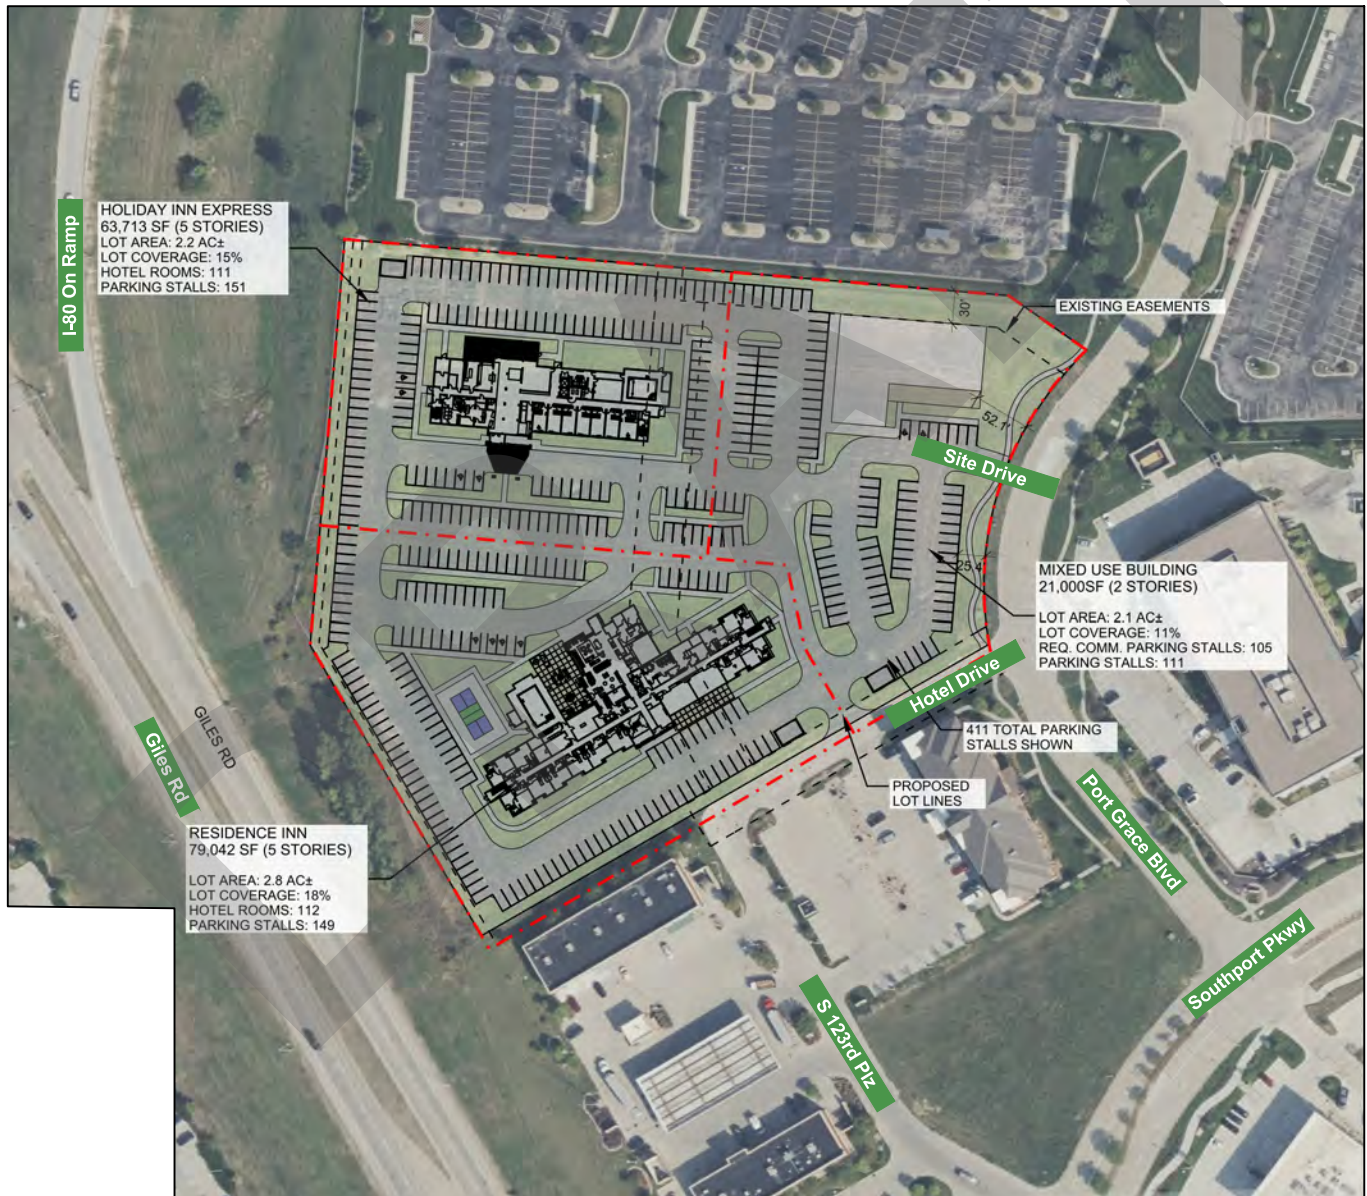 I-80 On Ramp
HOLIDAY INN EXPRESS
63,713 SF (5 STORIES)
LOT AREA: 2.2 AC±
LOT COVERAGE: 15%
HOTEL ROOMS: 111
PARKING STALLS: 151
30'
EXISTING EASEMENTS
52.1'
Site Drive
25.4'
MIXED USE BUILDING
21,000SF (2 STORIES)
LOT AREA: 2.1 AC±
LOT COVERAGE: 11%
REQ. COMM. PARKING STALLS: 105
PARKING STALLS: 111
Hotel Drive
411 TOTAL PARKING
STALLS SHOWN
PROPOSED
LOT LINES
GILES RD
Giles Rd
RESIDENCE INN
79,042 SF (5 STORIES)
LOT AREA: 2.8 AC±
LOT COVERAGE: 18%
HOTEL ROOMS: 112
PARKING STALLS: 149
Port Grace Blvd
Southport Pkwy
S 123rd Plz